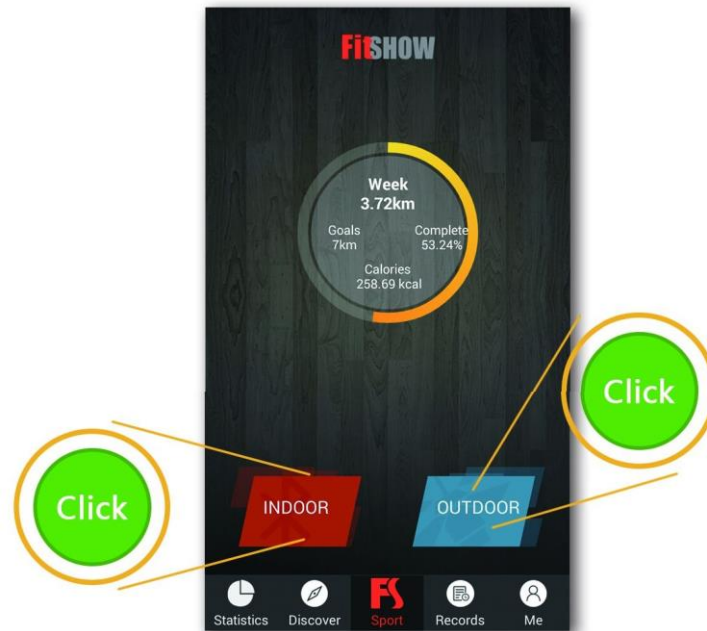 FitSHOW
Week
3.72km
Goals
7km
Complete
53.24%
Calories
258.69 kcal
Click
Click
INDOOR
OUTDOOR
Statistics
Discover
FS
Sport
Records
Me